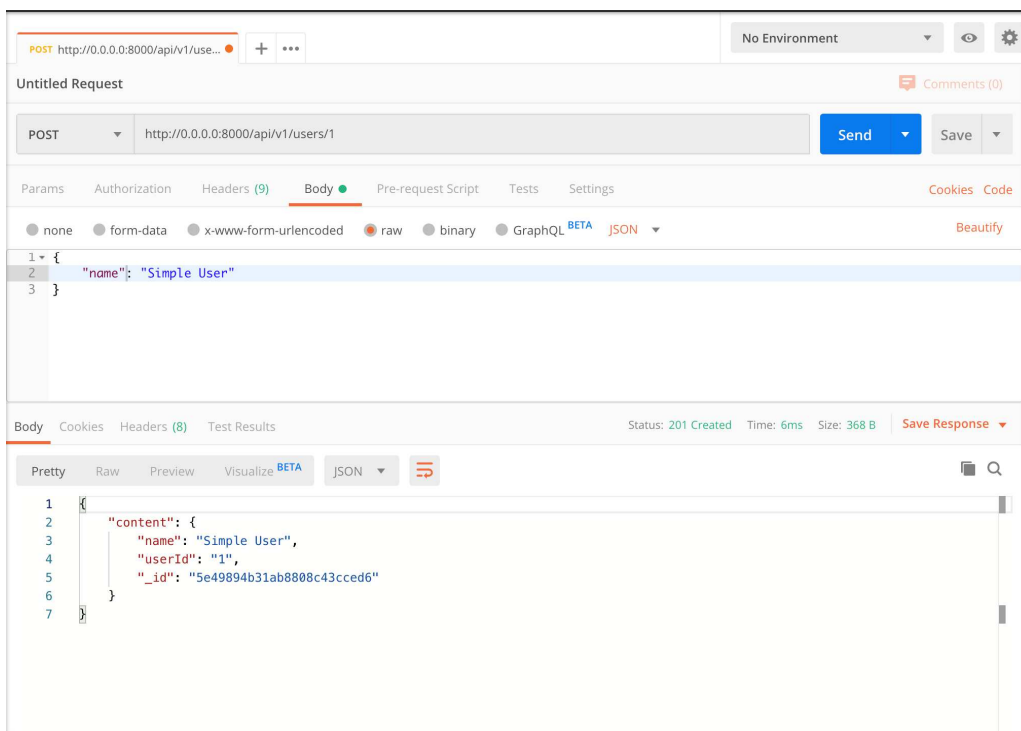 POST http://0.0.0.0:8000/api/v1/use... + ••• No Environment
Untitled Request Comments (0)
POST http://0.0.0.0:8000/api/v1/users/1 Send Save
Params Authorization Headers (9) Body Pre-request Script Tests Settings Cookies Code
none form-data x-www-form-urlencoded raw binary GraphQL BETA JSON Beautify
1 {
2 "name": "Simple User"
3 }
Body Cookies Headers (8) Test Results Status: 201 Created Time: 6ms Size: 368 B Save Response
Pretty Raw Preview Visualize BETA JSON
1 {
2 "content": {
3 "name": "Simple User",
4 "userId": "1",
5 "_id": "5e49894b31ab8808c43cced6"
6 }
7 }